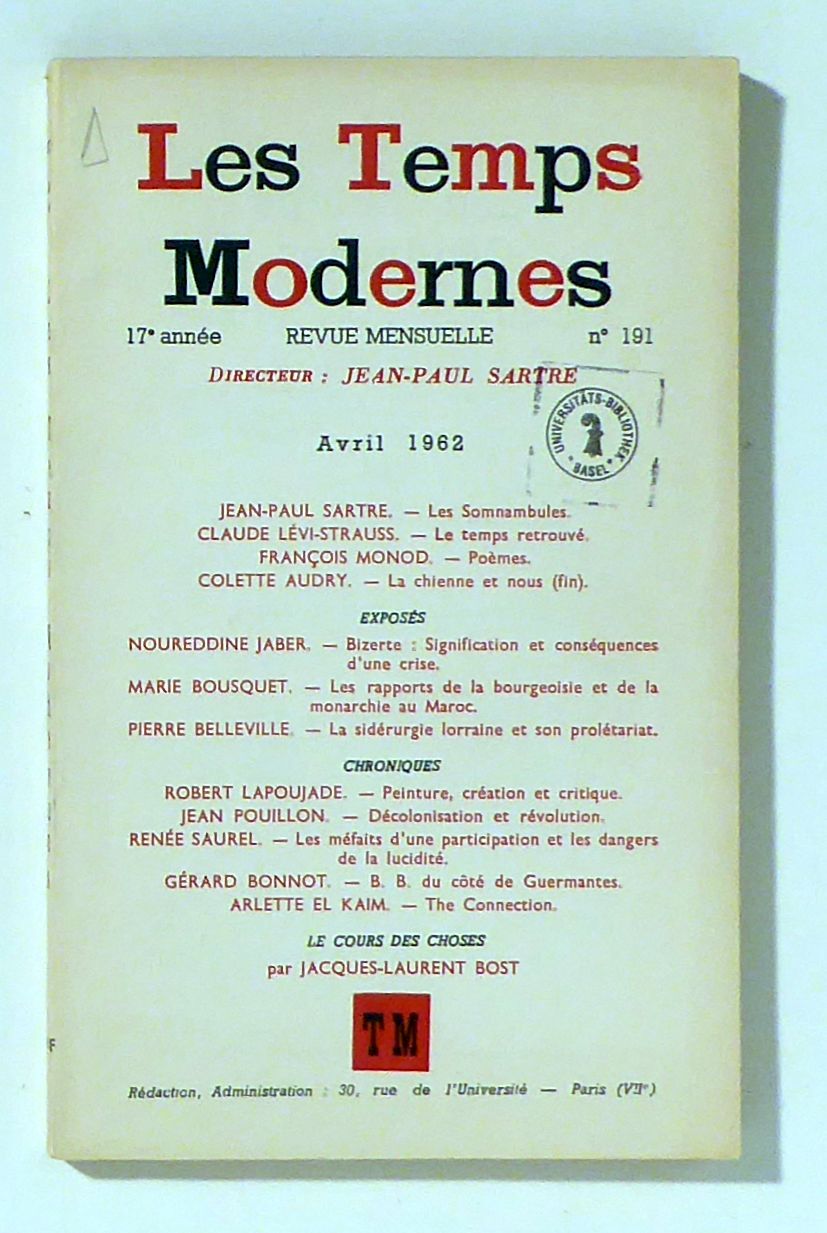 Les Temps
Modernes
17e année REVUE MENSUELLE n° 191
DIRECTEUR : JEAN-PAUL SARTRE
UNIVERSITÄTS-BIBLIOTHEK
BASEL
Avril 1962
JEAN-PAUL SARTRE. — Les Somnambules.
CLAUDE LÉVI-STRAUSS. — Le temps retrouvé.
FRANÇOIS MONOD. — Poèmes.
COLETTE AUDRY. — La chienne et nous (fin).
EXPOSÉS
NOUREDDINE JABER. — Bizerte : Signification et conséquences
d'une crise.
MARIE BOUSQUET. — Les rapports de la bourgeoisie et de la
monarchie au Maroc.
PIERRE BELLEVILLE. — La sidérurgie lorraine et son prolétariat.
CHRONIQUES
ROBERT LAPOUJADE. — Peinture, création et critique.
JEAN POUILLON. — Décolonisation et révolution.
RENÉE SAUREL. — Les méfaits d'une participation et les dangers
de la lucidité.
GÉRARD BONNOT. — B. B. du côté de Guermantes.
ARLETTE EL KAIM. — The Connection.
LE COURS DES CHOSES
par JACQUES-LAURENT BOST
TM
F
Rédaction, Administration : 30, rue de l'Université — Paris (VIIe)